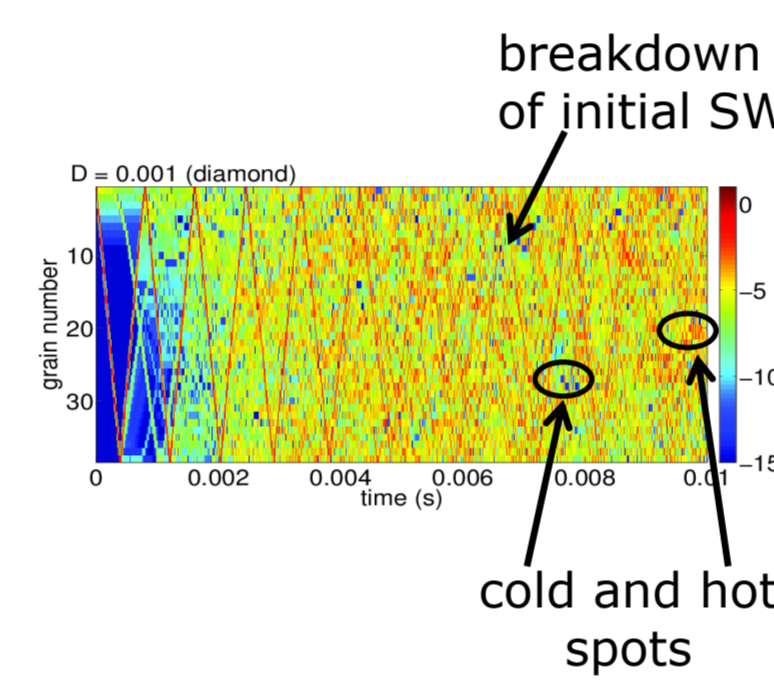 breakdown
of initial SW
D = 0.001 (diamond)
grain number
10
20
30
0
−5
−10
−15
0 0.002 0.004 0.006 0.008 0.01
time (s)
cold and hot
spots